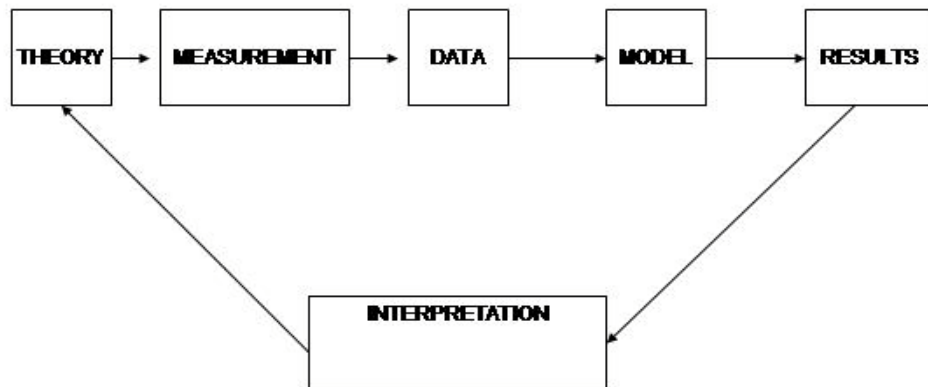 THEORY MEASUREMENT DATA MODEL RESULTS
INTERPRETATION